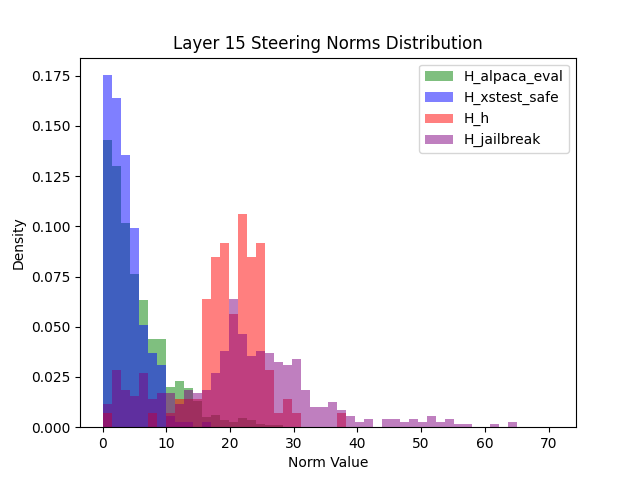 Layer 15 Steering Norms Distribution
H_alpaca_eval
H_xstest_safe
H_h
H_jailbreak
0.175
0.150
0.125
0.100
0.075
0.050
0.025
0.000
Density
0 10 20 30 40 50 60 70
Norm Value